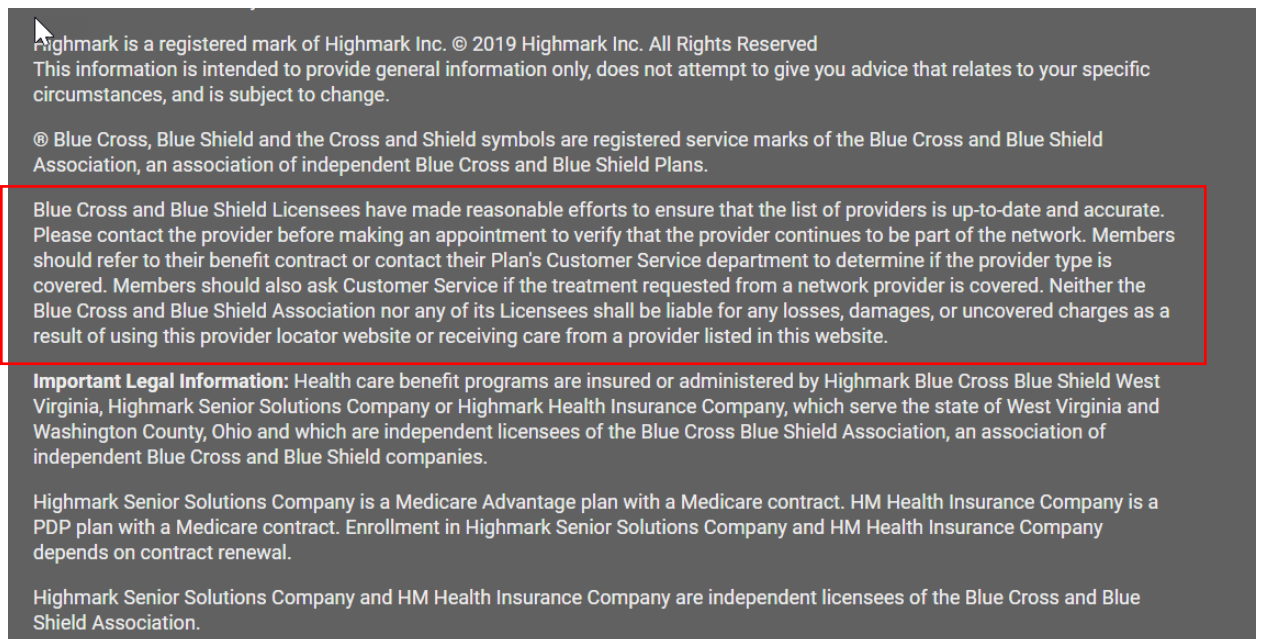 Highmark is a registered mark of Highmark Inc. © 2019 Highmark Inc. All Rights Reserved
This information is intended to provide general information only, does not attempt to give you advice that relates to your specific
circumstances, and is subject to change.
® Blue Cross, Blue Shield and the Cross and Shield symbols are registered service marks of the Blue Cross and Blue Shield
Association, an association of independent Blue Cross and Blue Shield Plans.
Blue Cross and Blue Shield Licensees have made reasonable efforts to ensure that the list of providers is up-to-date and accurate.
Please contact the provider before making an appointment to verify that the provider continues to be part of the network. Members
should refer to their benefit contract or contact their Plan's Customer Service department to determine if the provider type is
covered. Members should also ask Customer Service if the treatment requested from a network provider is covered. Neither the
Blue Cross and Blue Shield Association nor any of its Licensees shall be liable for any losses, damages, or uncovered charges as a
result of using this provider locator website or receiving care from a provider listed in this website.
Important Legal Information: Health care benefit programs are insured or administered by Highmark Blue Cross Blue Shield West
Virginia, Highmark Senior Solutions Company or Highmark Health Insurance Company, which serve the state of West Virginia and
Washington County, Ohio and which are independent licensees of the Blue Cross Blue Shield Association, an association of
independent Blue Cross and Blue Shield companies.
Highmark Senior Solutions Company is a Medicare Advantage plan with a Medicare contract. HM Health Insurance Company is a
PDP plan with a Medicare contract. Enrollment in Highmark Senior Solutions Company and HM Health Insurance Company
depends on contract renewal.
Highmark Senior Solutions Company and HM Health Insurance Company are independent licensees of the Blue Cross and Blue
Shield Association.